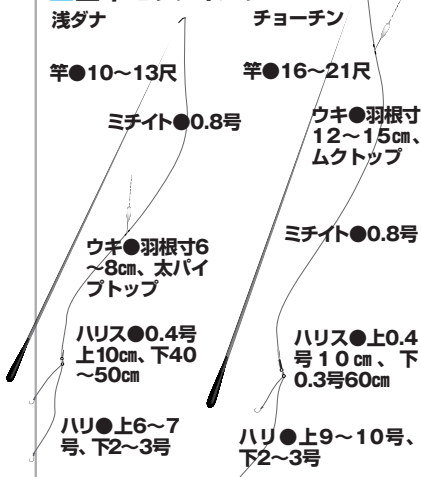 浅ダナ
竿●10～13尺
ミチイト●0.8号
ウキ●羽根寸6
～8㎝、太パイ
プトップ
ハリス●0.4号
上10㎝、下40
～50㎝
ハリ●上6～7
号、下2～3号
チョーチン
竿●16～21尺
ウキ●羽根寸
12～15㎝、
ムクトップ
ミチイト●0.8号
ハリス●上0.4
号10㎝、下
0.3号60㎝
ハリ●上9～10号、
下2～3号